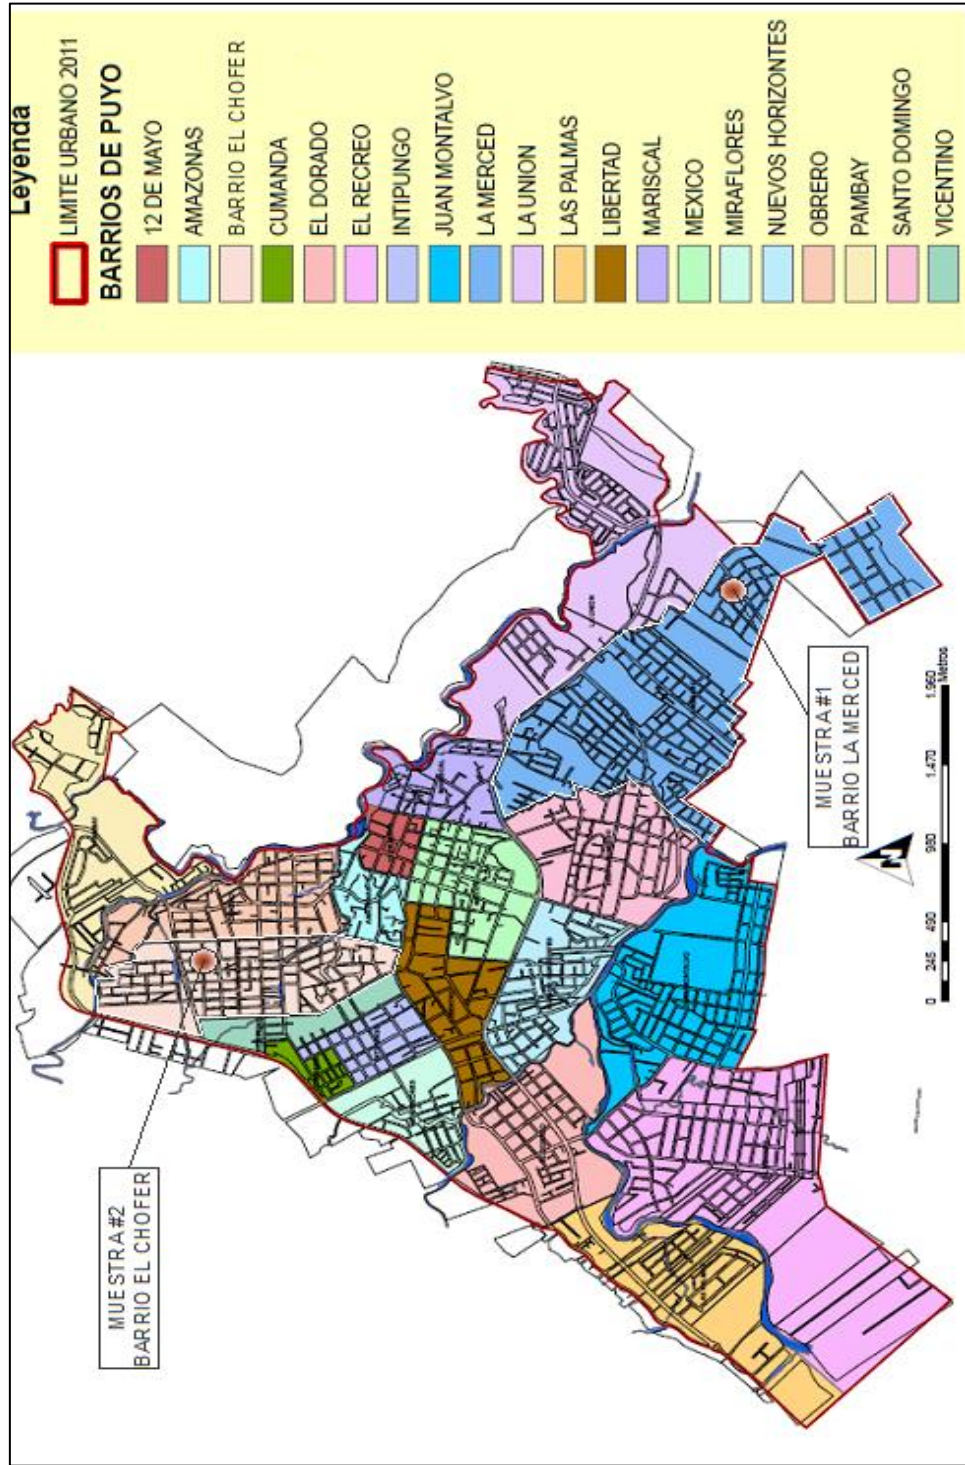 Leyenda
LIMITE URBANO 2011
BARRIOS DE PUYO
12 DE MAYO
AMAZONAS
BARRIO EL CHOFER
CUMANDA
EL DORADO
EL RECREO
INTIPUNGO
JUAN MONTALVO
LA MERCED
LA UNION
LAS PALMAS
LIBERTAD
MARISCAL
MEXICO
MIRAFLORES
NUEVOS HORIZONTES
OBRERO
PAMBAY
SANTO DOMINGO
VICENTINO
MUESTRA #2
BARRIO EL CHOFER
MUESTRA #1
BARRIO LA MERCED
N
0 245 490 980 1.470 1.960
Metros